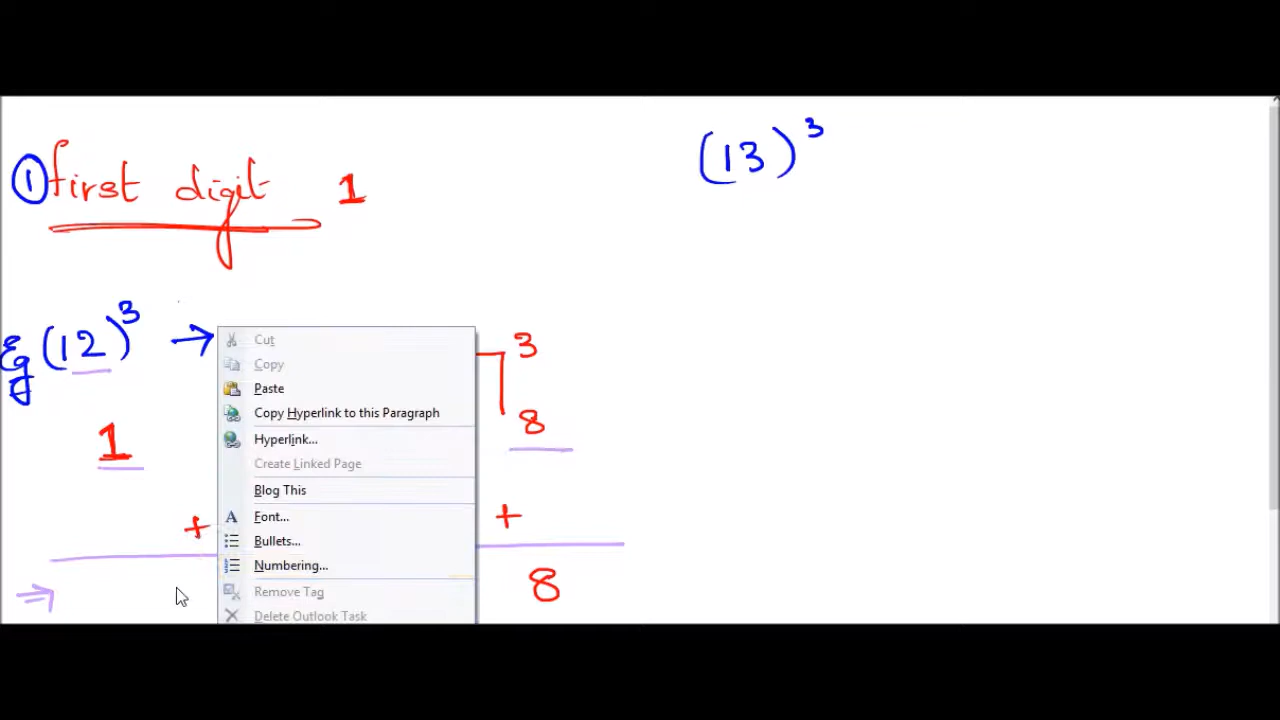 ① first digit 1
(13)³
Eg (12)³ →
3
1
8
+ +
⇒ 8
Cut
Copy
Paste
Copy Hyperlink to this Paragraph
Hyperlink...
Create Linked Page
Blog This
Font...
Bullets...
Numbering...
Remove Tag
Delete Outlook Task